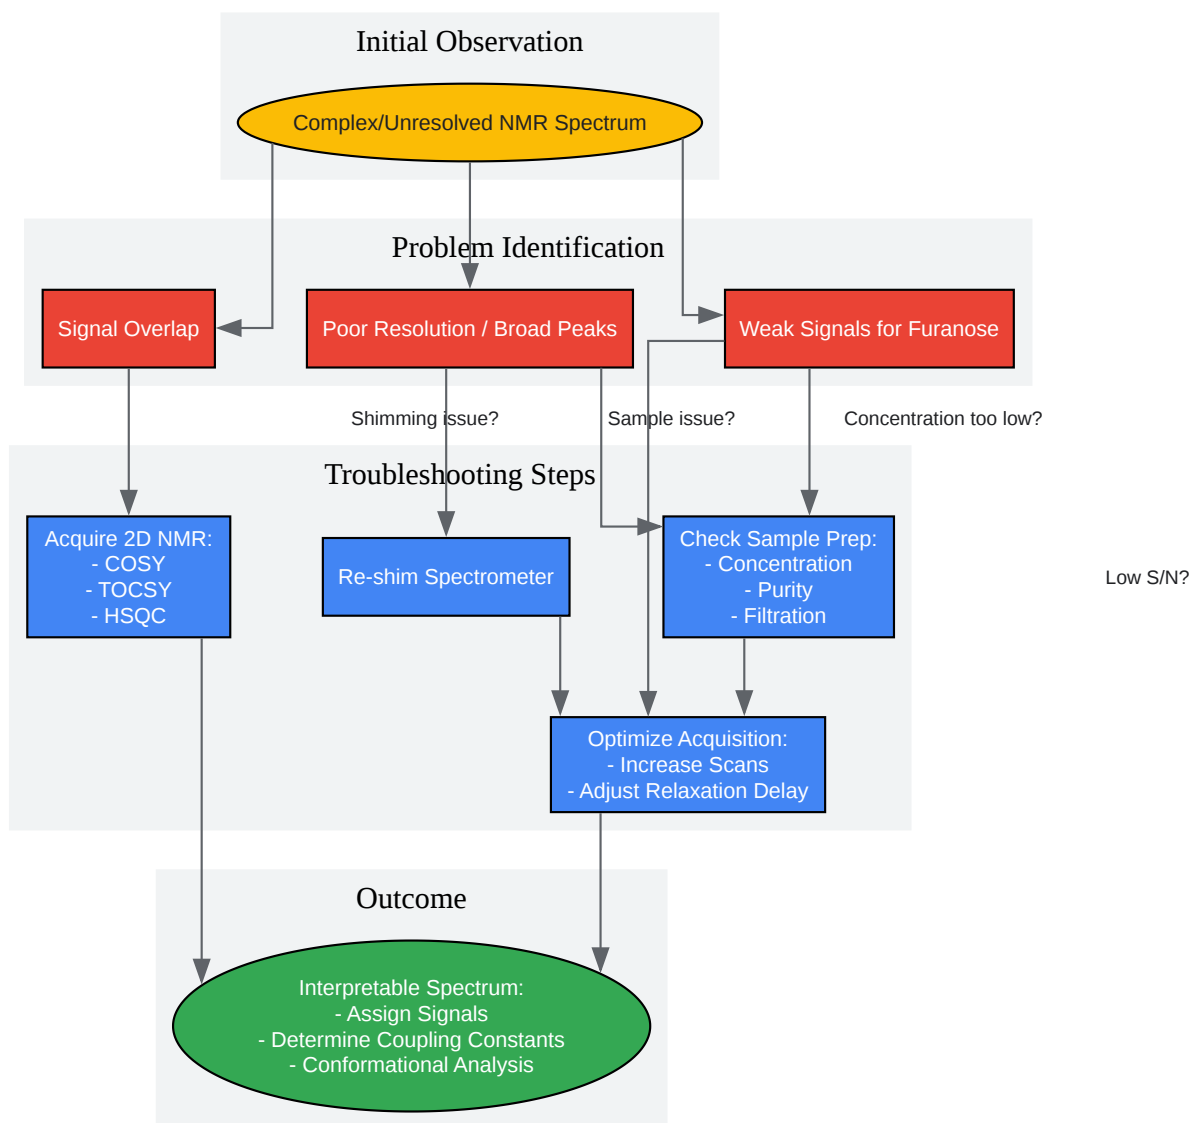 Initial Observation
Complex/Unresolved NMR Spectrum
Problem Identification
Signal Overlap
Poor Resolution / Broad Peaks
Weak Signals for Furanose
Shimming issue?
Sample issue?
Concentration too low?
Troubleshooting Steps
Acquire 2D NMR:
- COSY
- TOCSY
- HSQC
Re-shim Spectrometer
Check Sample Prep:
- Concentration
- Purity
- Filtration
Low S/N?
Optimize Acquisition:
- Increase Scans
- Adjust Relaxation Delay
Outcome
Interpretable Spectrum:
- Assign Signals
- Determine Coupling Constants
- Conformational Analysis